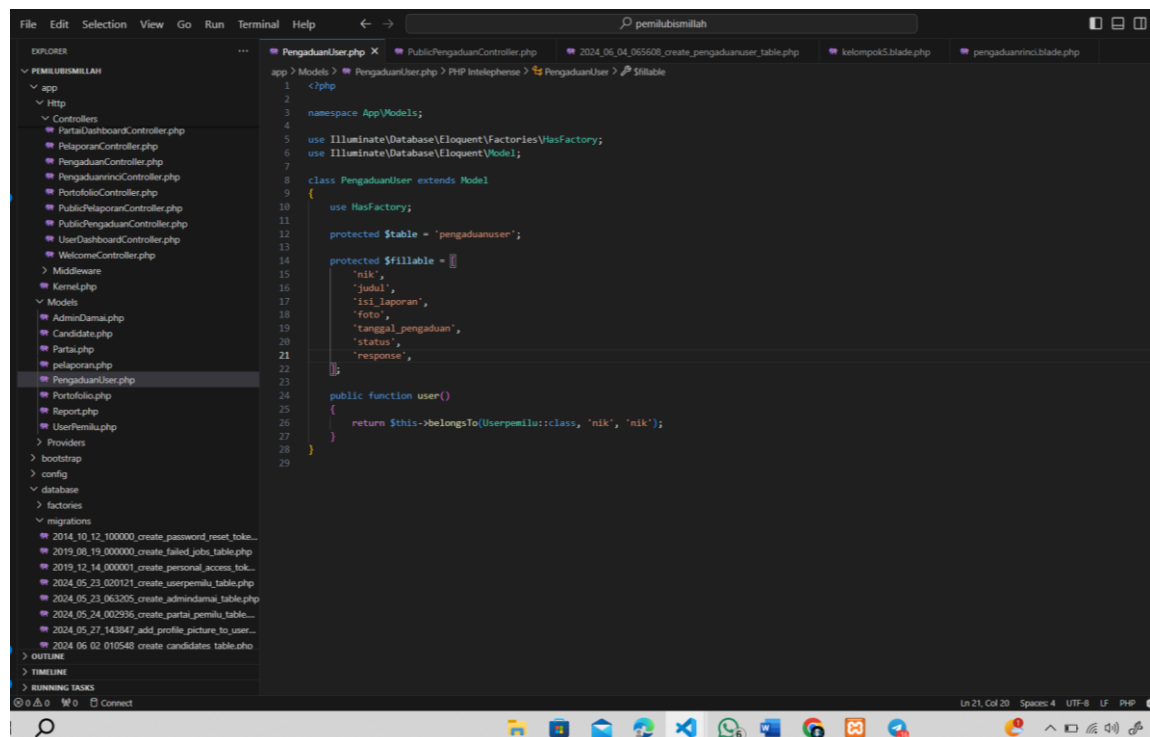 File Edit Selection View Go Run Terminal Help ← → pemilubismillah
EXPLORER ···
PengaduanUser.php × PublicPengaduanController.php 2024_06_04_065608_create_pengaduanuser_table.php kelompok5.blade.php pengaduanrinci.blade.php
PEMILUBISMILLAH
app > Models > PengaduanUser.php > PHP Intelephense > PengaduanUser > $fillable
app
Http
Controllers
PartaiDashboardController.php
PelaporanController.php
PengaduanController.php
PengaduanrinciController.php
PortofolioController.php
PublicPelaporanController.php
PublicPengaduanController.php
UserDashboardController.php
WelcomeController.php
Middleware
Kernel.php
Models
AdminDamai.php
Candidate.php
Partai.php
pelaporan.php
PengaduanUser.php
Portofolio.php
Report.php
UserPemilu.php
Providers
bootstrap
config
database
factories
migrations
2014_10_12_100000_create_password_reset_toke...
2019_08_19_000000_create_failed_jobs_table.php
2019_12_14_000001_create_personal_access_tok...
2024_05_23_020121_create_userpemilu_table.php
2024_05_23_063205_create_admindamai_table.php
2024_05_24_002936_create_partai_pemilu_table....
2024_05_27_143847_add_profile_picture_to_user...
2024_06_02_010548_create_candidates_table.php
OUTLINE
TIMELINE
RUNNING TASKS
1 <?php
2
3 namespace App\Models;
4
5 use Illuminate\Database\Eloquent\Factories\HasFactory;
6 use Illuminate\Database\Eloquent\Model;
7
8 class PengaduanUser extends Model
9 {
10 use HasFactory;
11
12 protected $table = 'pengaduanuser';
13
14 protected $fillable = [
15 'nik',
16 'judul',
17 'isi_laporan',
18 'foto',
19 'tanggal_pengaduan',
20 'status',
21 'response',
22 ];
23
24 public function user()
25 {
26 return $this->belongsTo(Userpemilu::class, 'nik', 'nik');
27 }
28 }
29
0 0 0 Connect
Ln 21, Col 20 Spaces: 4 UTF-8 LF PHP